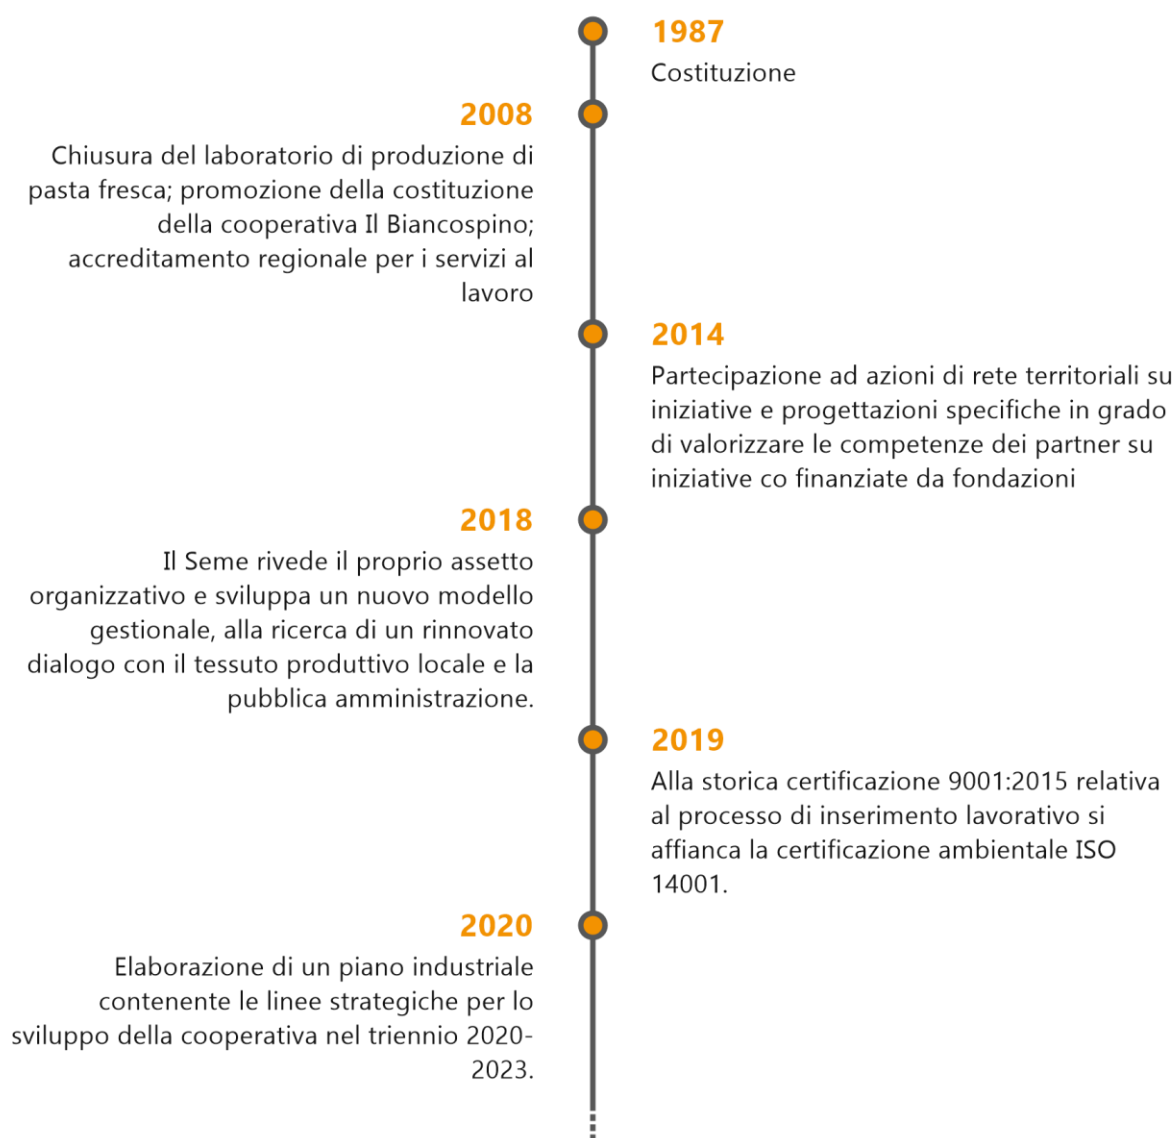 1987
Costituzione
2008
Chiusura del laboratorio di produzione di
pasta fresca; promozione della costituzione
della cooperativa Il Biancospino;
accreditamento regionale per i servizi al
lavoro
2014
Partecipazione ad azioni di rete territoriali su
iniziative e progettazioni specifiche in grado
di valorizzare le competenze dei partner su
iniziative co finanziate da fondazioni
2018
Il Seme rivede il proprio assetto
organizzativo e sviluppa un nuovo modello
gestionale, alla ricerca di un rinnovato
dialogo con il tessuto produttivo locale e la
pubblica amministrazione.
2019
Alla storica certificazione 9001:2015 relativa
al processo di inserimento lavorativo si
affianca la certificazione ambientale ISO
14001.
2020
Elaborazione di un piano industriale
contenente le linee strategiche per lo
sviluppo della cooperativa nel triennio 2020-
2023.